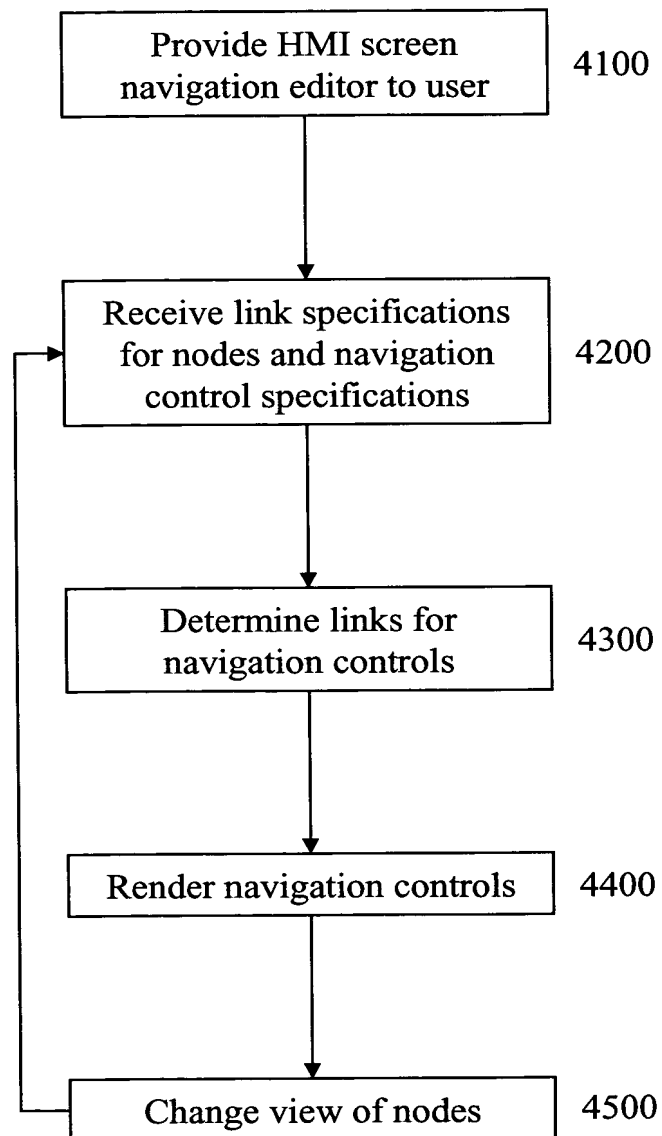 Provide HMI screen
navigation editor to user
4100
Receive link specifications
for nodes and navigation
control specifications
4200
Determine links for
navigation controls
4300
Render navigation controls
4400
Change view of nodes
4500